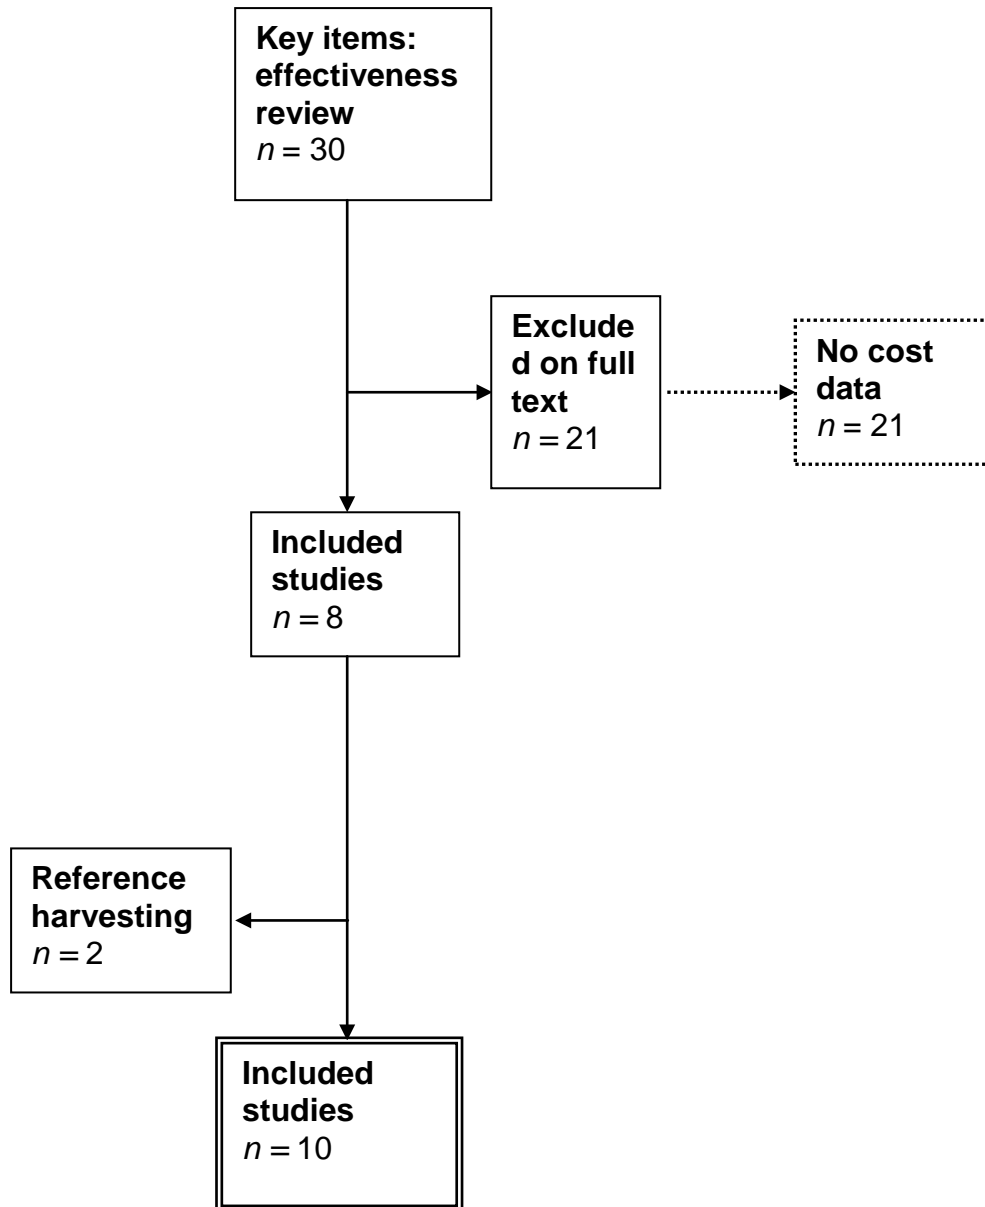 Key items:
effectiveness
review
n = 30
Exclude
d on full
text
n = 21
No cost
data
n = 21
Included
studies
n = 8
Reference
harvesting
n = 2
Included
studies
n = 10